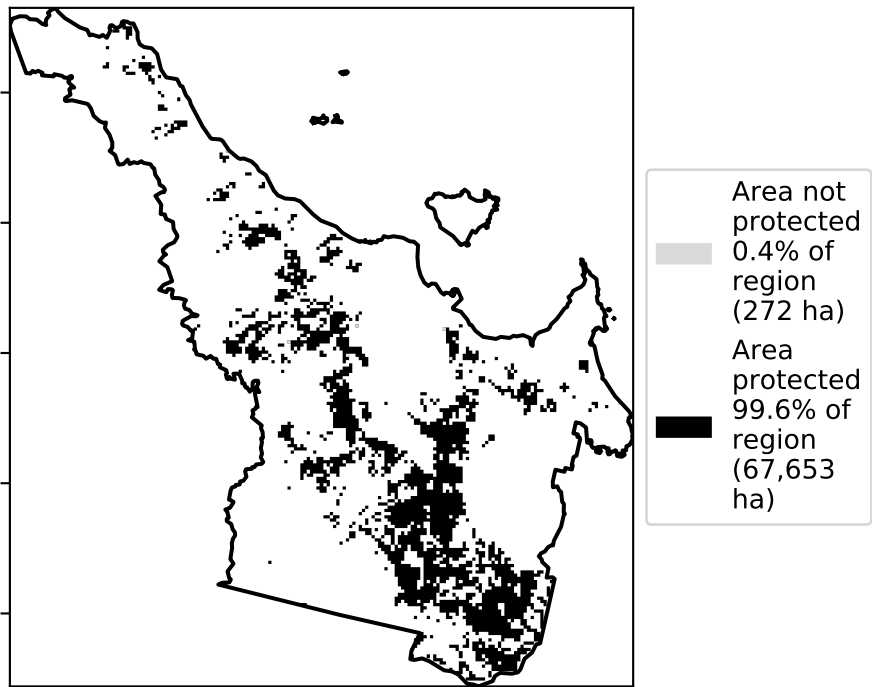 Area not
protected
0.4% of
region
(272 ha)
Area
protected
99.6% of
region
(67,653
ha)